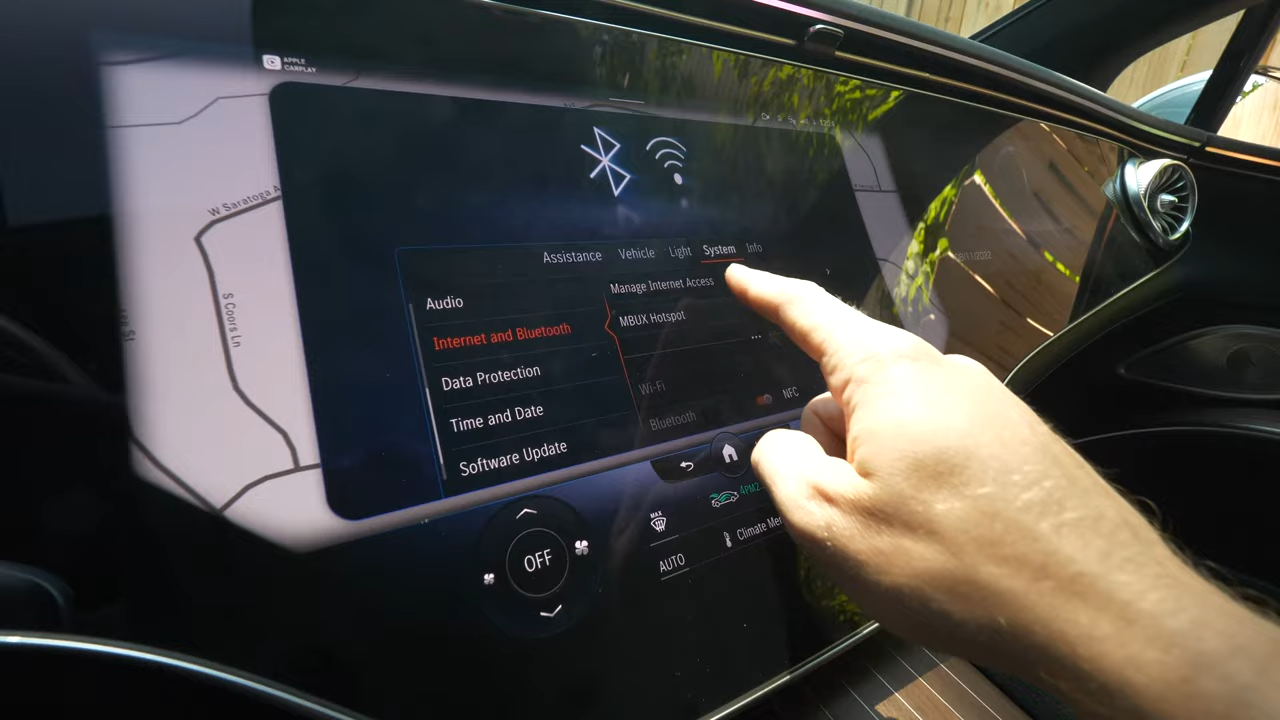 APPLE
CARPLAY
W Saratoga A
S Coors Ln
Assistance Vehicle Light System Info
Audio
Internet and Bluetooth
Data Protection
Time and Date
Software Update
Manage Internet Access
MBUX Hotspot
...
Wi-Fi
Bluetooth
NFC
4PM2
MAX
OFF
AUTO
Climate Me